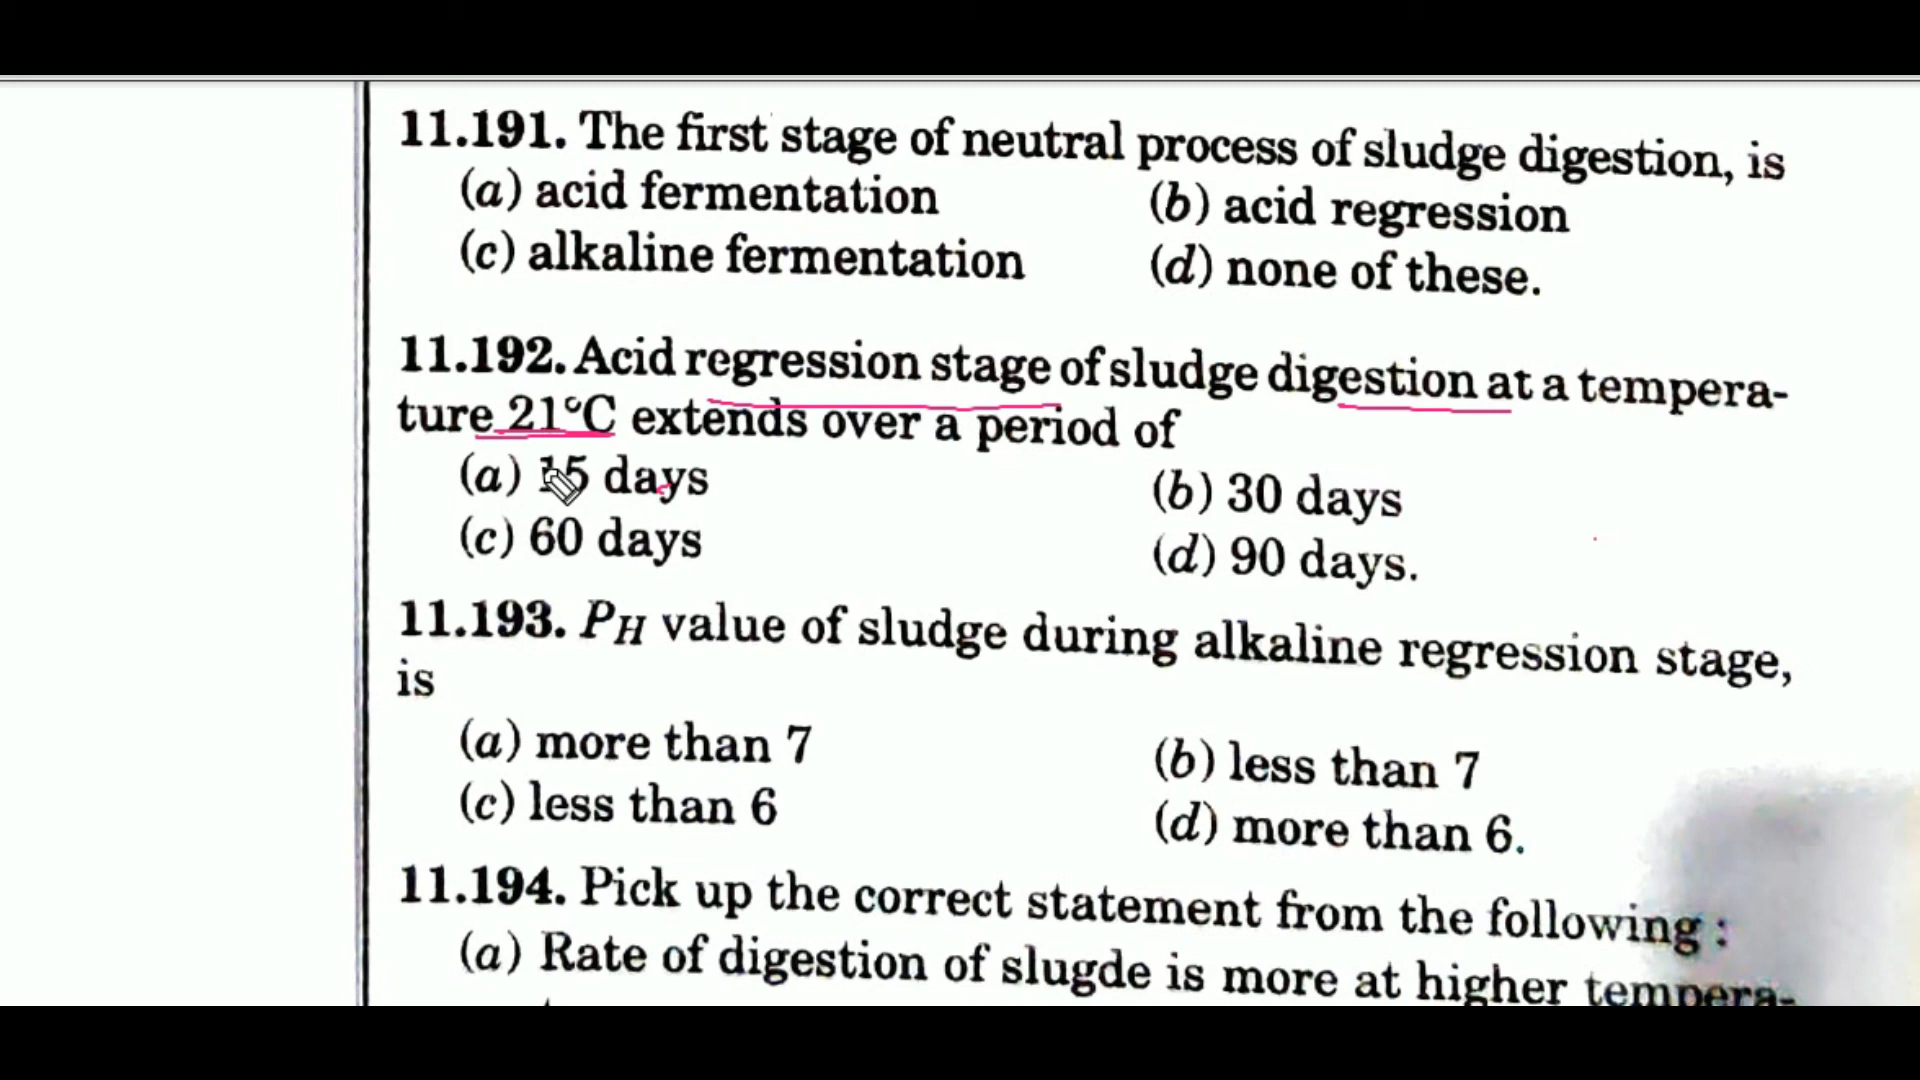 11.191. The first stage of neutral process of sludge digestion, is
(a) acid fermentation (b) acid regression
(c) alkaline fermentation (d) none of these.
11.192. Acid regression stage of sludge digestion at a tempera-
ture 21°C extends over a period of
(a) 15 days (b) 30 days
(c) 60 days (d) 90 days.
11.193. PH value of sludge during alkaline regression stage,
is
(a) more than 7 (b) less than 7
(c) less than 6 (d) more than 6.
11.194. Pick up the correct statement from the following :
(a) Rate of digestion of slugde is more at higher tempera-